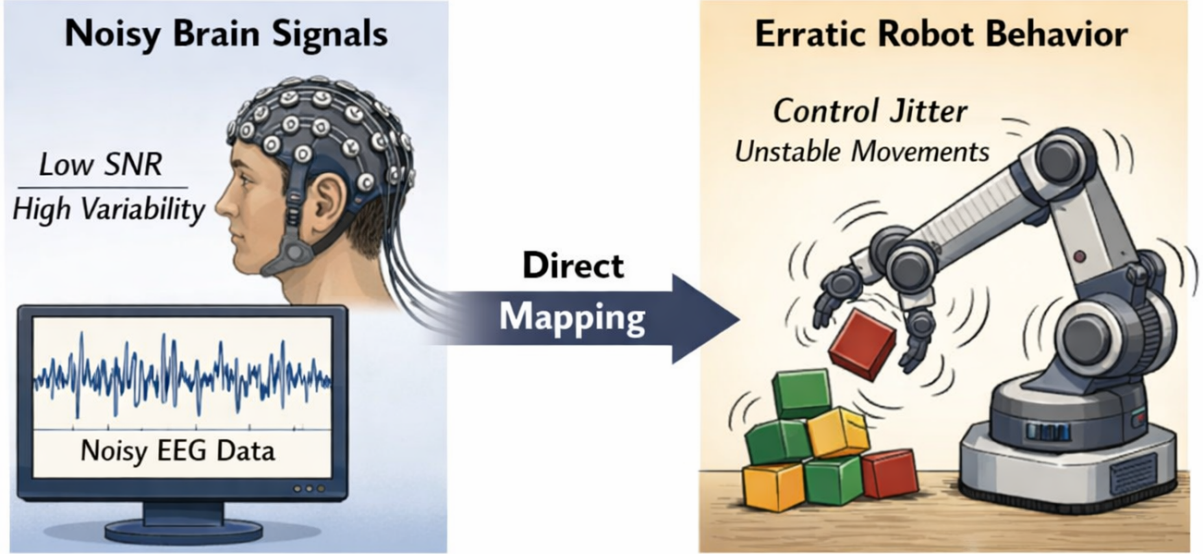 Noisy Brain Signals
Low SNR
High Variability
Noisy EEG Data
Direct
Mapping
Erratic Robot Behavior
Control Jitter
Unstable Movements